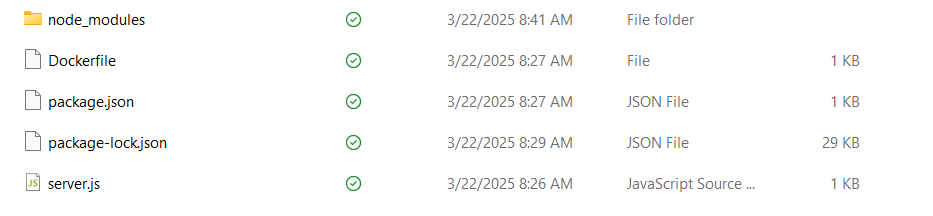 node_modules 3/22/2025 8:41 AM File folder
Dockerfile 3/22/2025 8:27 AM File 1 KB
package.json 3/22/2025 8:27 AM JSON File 1 KB
package-lock.json 3/22/2025 8:29 AM JSON File 29 KB
JS server.js 3/22/2025 8:26 AM JavaScript Source ... 1 KB